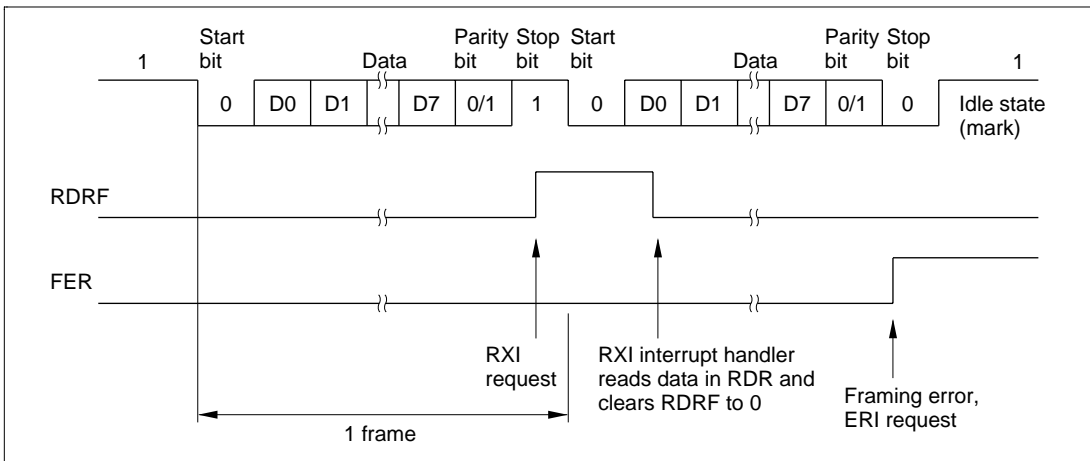 Start Parity Stop Start Parity Stop
1 bit Data bit bit bit Data bit bit 1
0 D0 D1 D7 0/1 1 0 D0 D1 D7 0/1 0 Idle state
(mark)
RDRF
FER
RXI
request
RXI interrupt handler
reads data in RDR and
clears RDRF to 0
Framing error,
ERI request
1 frame